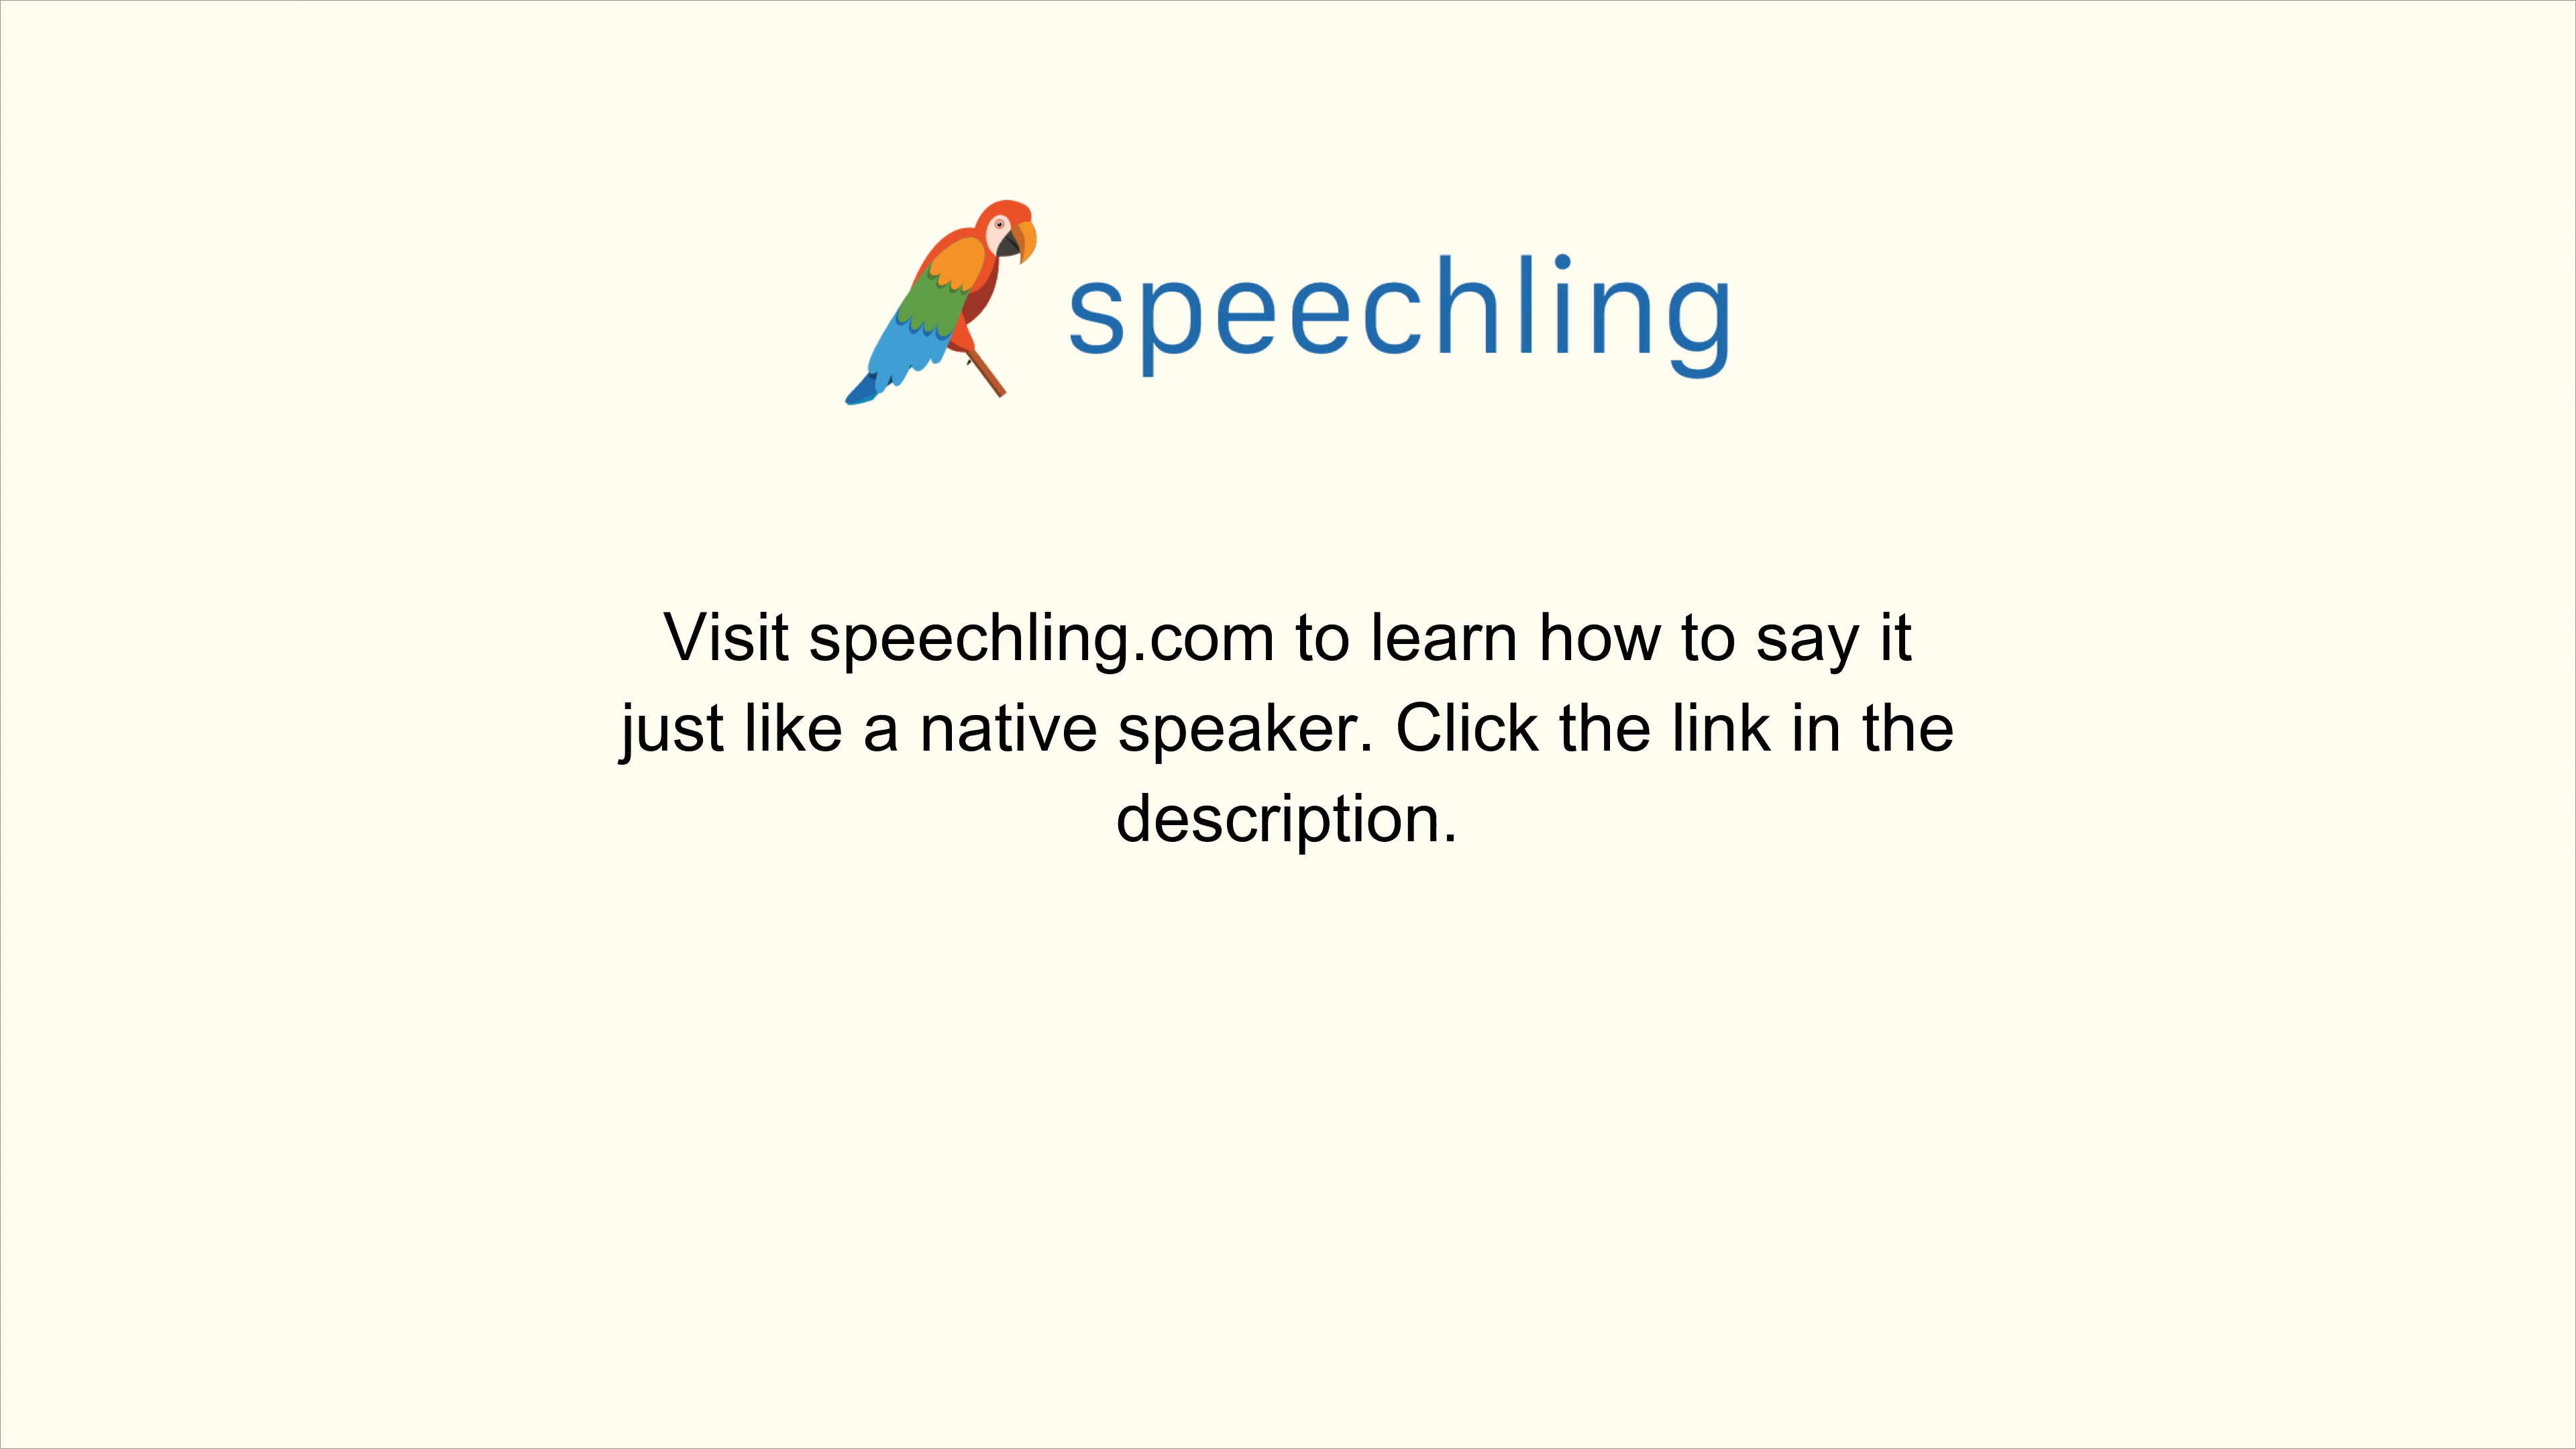 speechling
Visit speechling.com to learn how to say it
just like a native speaker. Click the link in the
description.